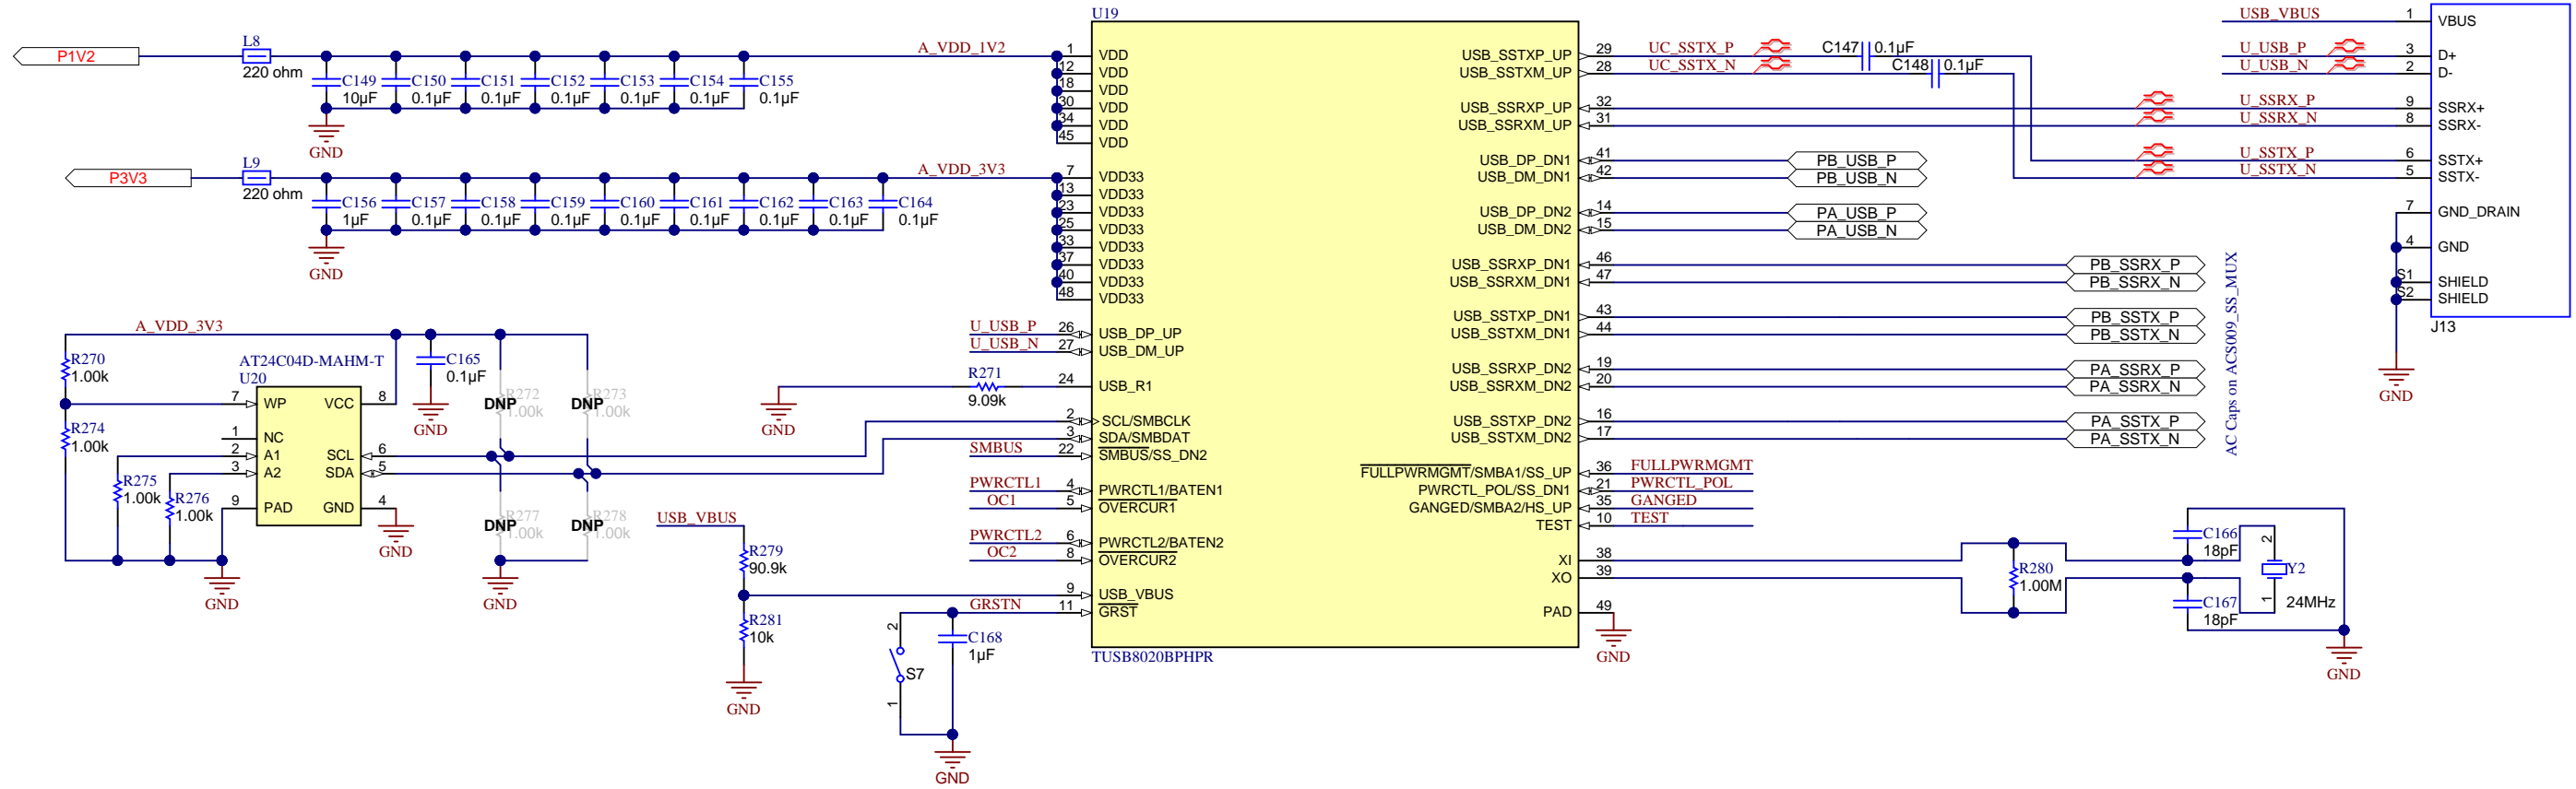 P1V2
L8
220 ohm
C149
10µF
C150
0.1µF
C151
0.1µF
C152
0.1µF
C153
0.1µF
C154
0.1µF
C155
0.1µF
A_VDD_1V2
GND
P3V3
L9
220 ohm
C156
1µF
C157
0.1µF
C158
0.1µF
C159
0.1µF
C160
0.1µF
C161
0.1µF
C162
0.1µF
C163
0.1µF
C164
0.1µF
A_VDD_3V3
GND
A_VDD_3V3
R270
1.00k
R274
1.00k
R275
1.00k
R276
1.00k
AT24C04D-MAHM-T
U20
7 WP
1 NC
2 A1
3 A2
9 PAD
VCC 8
SCL 6
SDA 5
GND 4
GND
GND
C165
0.1µF
GND
R272
DNP 1.00k
R273
DNP 1.00k
R277
DNP 1.00k
R278
DNP 1.00k
GND
USB_VBUS
R279
90.9k
R281
10k
GND
R271
9.09k
GND
S7
2
1
C168
1µF
GND
U19
1 VDD
12 VDD
18 VDD
30 VDD
34 VDD
45 VDD
7 VDD33
13 VDD33
23 VDD33
25 VDD33
33 VDD33
37 VDD33
40 VDD33
48 VDD33
U_USB_P 26 USB_DP_UP
U_USB_N 27 USB_DM_UP
24 USB_R1
2 SCL/SMBCLK
3 SDA/SMBDAT
SMBUS 22 SMBUS/SS_DN2
PWRCTL1 4 PWRCTL1/BATEN1
OC1 5 OVERCUR1
PWRCTL2 6 PWRCTL2/BATEN2
OC2 8 OVERCUR2
9 USB_VBUS
GRSTN 11 GRST
TUSB8020BPHPR
USB_SSTXP_UP 29 UC_SSTX_P
USB_SSTXM_UP 28 UC_SSTX_N
USB_SSRXP_UP 32
USB_SSRXM_UP 31
USB_DP_DN1 41 PB_USB_P
USB_DM_DN1 42 PB_USB_N
USB_DP_DN2 14 PA_USB_P
USB_DM_DN2 15 PA_USB_N
USB_SSRXP_DN1 46 PB_SSRX_P
USB_SSRXM_DN1 47 PB_SSRX_N
USB_SSTXP_DN1 43 PB_SSTX_P
USB_SSTXM_DN1 44 PB_SSTX_N
USB_SSRXP_DN2 19 PA_SSRX_P
USB_SSRXM_DN2 20 PA_SSRX_N
USB_SSTXP_DN2 16 PA_SSTX_P
USB_SSTXM_DN2 17 PA_SSTX_N
FULLPWRMGMT/SMBA1/SS_UP 36 FULLPWRMGMT
PWRCTL_POL/SS_DN1 21 PWRCTL_POL
GANGED/SMBA2/HS_UP 35 GANGED
TEST 10 TEST
XI 38
XO 39
PAD 49
GND
C147 0.1µF
C148 0.1µF
AC Caps on ACS009_SS_MUX
R280
1.00M
C166
18pF
C167
18pF
2
Y2
1
24MHz
GND
USB_VBUS 1 VBUS
U_USB_P 3 D+
U_USB_N 2 D-
U_SSRX_P 9 SSRX+
U_SSRX_N 8 SSRX-
U_SSTX_P 6 SSTX+
U_SSTX_N 5 SSTX-
7 GND_DRAIN
4 GND
S1 SHIELD
S2 SHIELD
J13
GND